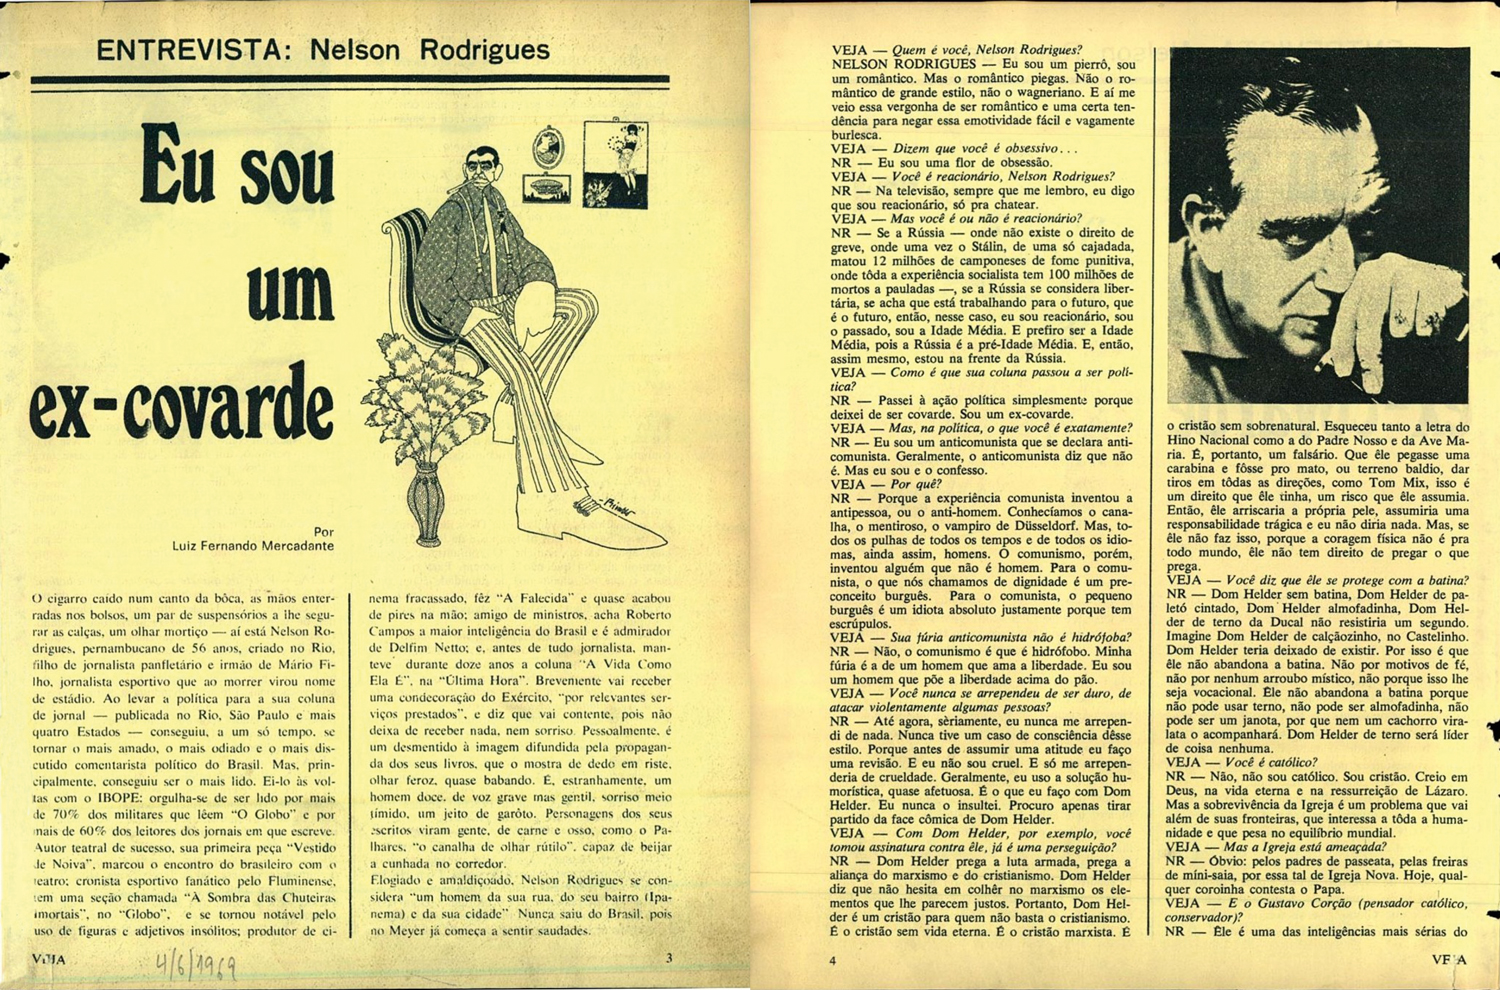 ENTREVISTA: Nelson Rodrigues
Eu sou
um
ex-covarde
Por
Luiz Fernando Mercadante
O cigarro caído num canto da bôca, as mãos enter-
radas nos bolsos, um par de suspensórios a lhe segu-
rar as calças, um olhar mortiço — aí está Nelson Ro-
drigues, pernambucano de 56 anos, criado no Rio,
filho de jornalista panfletário e irmão de Mário Fi-
lho, jornalista esportivo que ao morrer virou nome
de estádio. Ao levar a política para a sua coluna
de jornal — publicada no Rio, São Paulo e mais
quatro Estados — conseguiu, a um só tempo, se
tornar o mais amado, o mais odiado e o mais dis-
cutido comentarista político do Brasil. Mas, prin-
cipalmente, conseguiu ser o mais lido. Ei-lo às vol-
tas com o IBOPE: orgulha-se de ser lido por mais
de 70% dos militares que lêem “O Globo” e por
mais de 60% dos leitores dos jornais em que escreve.
Autor teatral de sucesso, sua primeira peça “Vestido
de Noiva”, marcou o encontro do brasileiro com o
teatro; cronista esportivo fanático pelo Fluminense,
tem uma seção chamada “À Sombra das Chuteiras
Imortais”, no “Globo”, e se tornou notável pelo
uso de figuras e adjetivos insólitos; produtor de ci-
nema fracassado, fêz “A Falecida” e quase acabou
de pires na mão; amigo de ministros, acha Roberto
Campos a maior inteligência do Brasil e é admirador
de Delfim Netto; e, antes de tudo jornalista, man-
teve durante doze anos a coluna “A Vida Como
Ela É”, na “Última Hora”. Brevemente vai receber
uma condecoração do Exército, “por relevantes ser-
viços prestados”, e diz que vai contente, pois não
deixa de receber nada, nem sorriso. Pessoalmente, é
um desmentido à imagem difundida pela propagan-
da dos seus livros, que o mostra de dedo em riste,
olhar feroz, quase babando. É, estranhamente, um
homem doce, de voz grave mas gentil, sorriso meio
tímido, um jeito de garôto. Personagens dos seus
escritos viram gente, de carne e osso, como o Pa-
lhares, “o canalha de olhar rútilo”, capaz de beijar
a cunhada no corredor.
Elogiado e amaldiçoado, Nelson Rodrigues se con-
sidera “um homem da sua rua, do seu bairro (Ipa-
nema) e da sua cidade” Nunca saiu do Brasil, pois
no Meyer já começa a sentir saudades.
VEJA
4/6/1969
3
VEJA — Quem é você, Nelson Rodrigues?
NELSON RODRIGUES — Eu sou um pierrô, sou
um romântico. Mas o romântico piegas. Não o ro-
mântico de grande estilo, não o wagneriano. E aí me
veio essa vergonha de ser romântico e uma certa ten-
dência para negar essa emotividade fácil e vagamente
burlesca.
VEJA — Dizem que você é obsessivo...
NR — Eu sou uma flor de obsessão.
VEJA — Você é reacionário, Nelson Rodrigues?
NR — Na televisão, sempre que me lembro, eu digo
que sou reacionário, só pra chatear.
VEJA — Mas você é ou não é reacionário?
NR — Se a Rússia — onde não existe o direito de
greve, onde uma vez o Stálin, de uma só cajadada,
matou 12 milhões de camponeses de fome punitiva,
onde tôda a experiência socialista tem 100 milhões de
mortos a pauladas —, se a Rússia se considera liber-
tária, se acha que está trabalhando para o futuro, que
é o futuro, então, nesse caso, eu sou reacionário, sou
o passado, sou a Idade Média. E prefiro ser a Idade
Média, pois a Rússia é a pré-Idade Média. E, então,
assim mesmo, estou na frente da Rússia.
VEJA — Como é que sua coluna passou a ser polí-
tica?
NR — Passei à ação política simplesmente porque
deixei de ser covarde. Sou um ex-covarde.
VEJA — Mas, na política, o que você é exatamente?
NR — Eu sou um anticomunista que se declara anti-
comunista. Geralmente, o anticomunista diz que não
é. Mas eu sou e o confesso.
VEJA — Por quê?
NR — Porque a experiência comunista inventou a
antipessoa, ou o anti-homem. Conhecíamos o cana-
lha, o mentiroso, o vampiro de Düsseldorf. Mas, to-
dos os pulhas de todos os tempos e de todos os idio-
mas, ainda assim, homens. O comunismo, porém,
inventou alguém que não é homem. Para o comu-
nista, o que nós chamamos de dignidade é um pre-
conceito burguês. Para o comunista, o pequeno
burguês é um idiota absoluto justamente porque tem
escrúpulos.
VEJA — Sua fúria anticomunista não é hidrófoba?
NR — Não, o comunismo é que é hidrófobo. Minha
fúria é a de um homem que ama a liberdade. Eu sou
um homem que põe a liberdade acima do pão.
VEJA — Você nunca se arrependeu de ser duro, de
atacar violentamente algumas pessoas?
NR — Até agora, sèriamente, eu nunca me arrepen-
di de nada. Nunca tive um caso de consciência dêsse
estilo. Porque antes de assumir uma atitude eu faço
uma revisão. E eu não sou cruel. E só me arrepen-
deria de crueldade. Geralmente, eu uso a solução hu-
morística, quase afetuosa. É o que eu faço com Dom
Helder. Eu nunca o insultei. Procuro apenas tirar
partido da face cômica de Dom Helder.
VEJA — Com Dom Helder, por exemplo, você
tomou assinatura contra êle, já é uma perseguição?
NR — Dom Helder prega a luta armada, prega a
aliança do marxismo e do cristianismo. Dom Helder
diz que não hesita em colhêr no marxismo os ele-
mentos que lhe parecem justos. Portanto, Dom Hel-
der é um cristão para quem não basta o cristianismo.
É o cristão sem vida eterna. É o cristão marxista. É
4
o cristão sem sobrenatural. Esqueceu tanto a letra do
Hino Nacional como a do Padre Nosso e da Ave Ma-
ria. É, portanto, um falsário. Que êle pegasse uma
carabina e fôsse pro mato, ou terreno baldio, dar
tiros em tôdas as direções, como Tom Mix, isso é
um direito que êle tinha, um risco que êle assumia.
Então, êle arriscaria a própria pele, assumiria uma
responsabilidade trágica e eu não diria nada. Mas, se
êle não faz isso, porque a coragem física não é pra
todo mundo, êle não tem direito de pregar o que
prega.
VEJA — Você diz que êle se protege com a batina?
NR — Dom Helder sem batina, Dom Helder de pa-
letó cintado, Dom Helder almofadinha, Dom Hel-
der de terno da Ducal não resistiria um segundo.
Imagine Dom Helder de calçãozinho, no Castelinho.
Dom Helder teria deixado de existir. Por isso é que
êle não abandona a batina. Não por motivos de fé,
não por nenhum arroubo místico, não porque isso lhe
seja vocacional. Êle não abandona a batina porque
não pode usar terno, não pode ser almofadinha, não
pode ser um janota, por que nem um cachorro vira-
lata o acompanhará. Dom Helder de terno será líder
de coisa nenhuma.
VEJA — Você é católico?
NR — Não, não sou católico. Sou cristão. Creio em
Deus, na vida eterna e na ressurreição de Lázaro.
Mas a sobrevivência da Igreja é um problema que vai
além de suas fronteiras, que interessa a tôda a huma-
nidade e que pesa no equilíbrio mundial.
VEJA — Mas a Igreja está ameaçada?
NR — Óbvio: pelos padres de passeata, pelas freiras
de míni-saia, por essa tal de Igreja Nova. Hoje, qual-
quer coroinha contesta o Papa.
VEJA — E o Gustavo Corção (pensador católico,
conservador)?
NR — Êle é uma das inteligências mais sérias do
VEJA